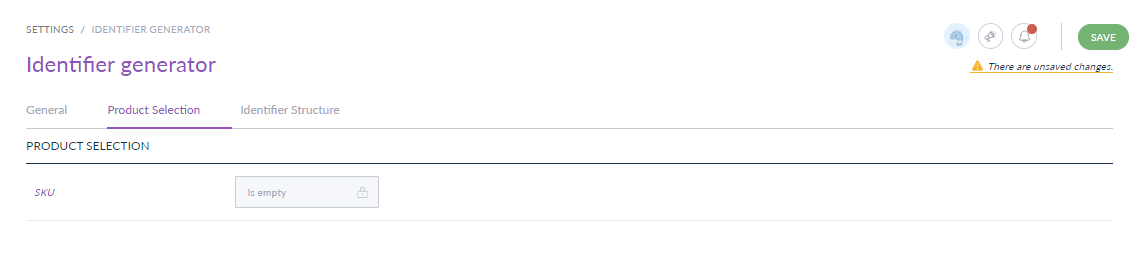 SETTINGS / IDENTIFIER GENERATOR
SAVE
Identifier generator
There are unsaved changes.
General Product Selection Identifier Structure
PRODUCT SELECTION
SKU Is empty